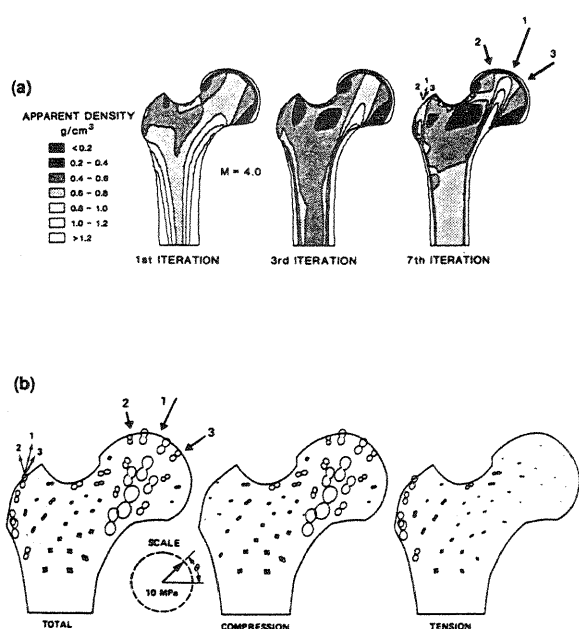 (a)
2
1
3
2
1
3
APPARENT DENSITY
g/cm³
<0.2
0.2 - 0.4
0.4 - 0.6
0.6 - 0.8
0.8 - 1.0
1.0 - 1.2
>1.2
M = 4.0
1st ITERATION
3rd ITERATION
7th ITERATION
(b)
2
1
3
2
1
3
SCALE
θ
10 MPa
TOTAL
COMPRESSION
TENSION